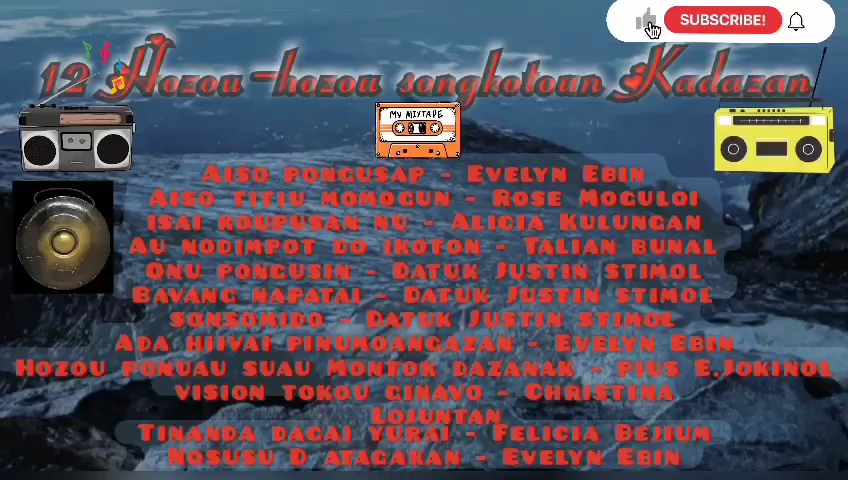 SUBSCRIBE!
12 Hozou-hozou songkotoun Kadazan
MY MIXTAPE
AISO PONGUSAP - EVELYN EBIN
AISO TITIU MOMOGUN - ROSE MOGULOI
ISAI KOUPUSAN NU - ALICIA KULUNGAN
AU NODIMPOT DO IKOTON - TALIAN BUNAL
ONU PONGUSIN - DATUK JUSTIN STIMOL
BAVANG NAPATAI - DATUK JUSTIN STIMOL
SONSOMIDO - DATUK JUSTIN STIMOL
ADA HIIVAI PINUMOANGAZAN - EVELYN EBIN
HOZOU PONUAU SUAU MONTOK DAZANAK - PIUS E.JOKINOL
VISION TOKOU GINAVO - CHRISTINA
LOJUNTAN
TINANDA DAGAI YURAI - FELICIA BEJIUM
NOSUSU D ATAGAKAN - EVELYN EBIN